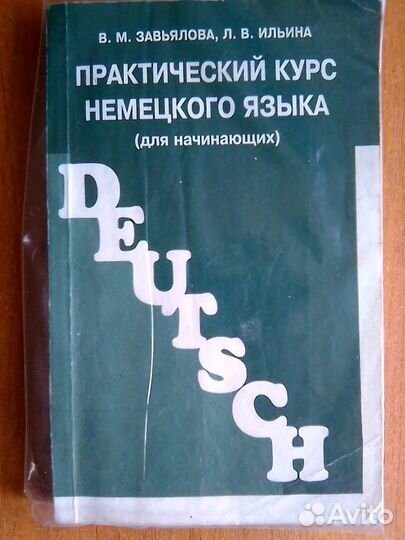 В. М. ЗАВЬЯЛОВА, Л. В. ИЛЬИНА
ПРАКТИЧЕСКИЙ КУРС
НЕМЕЦКОГО ЯЗЫКА
(для начинающих)
DEUTSCH
Avito